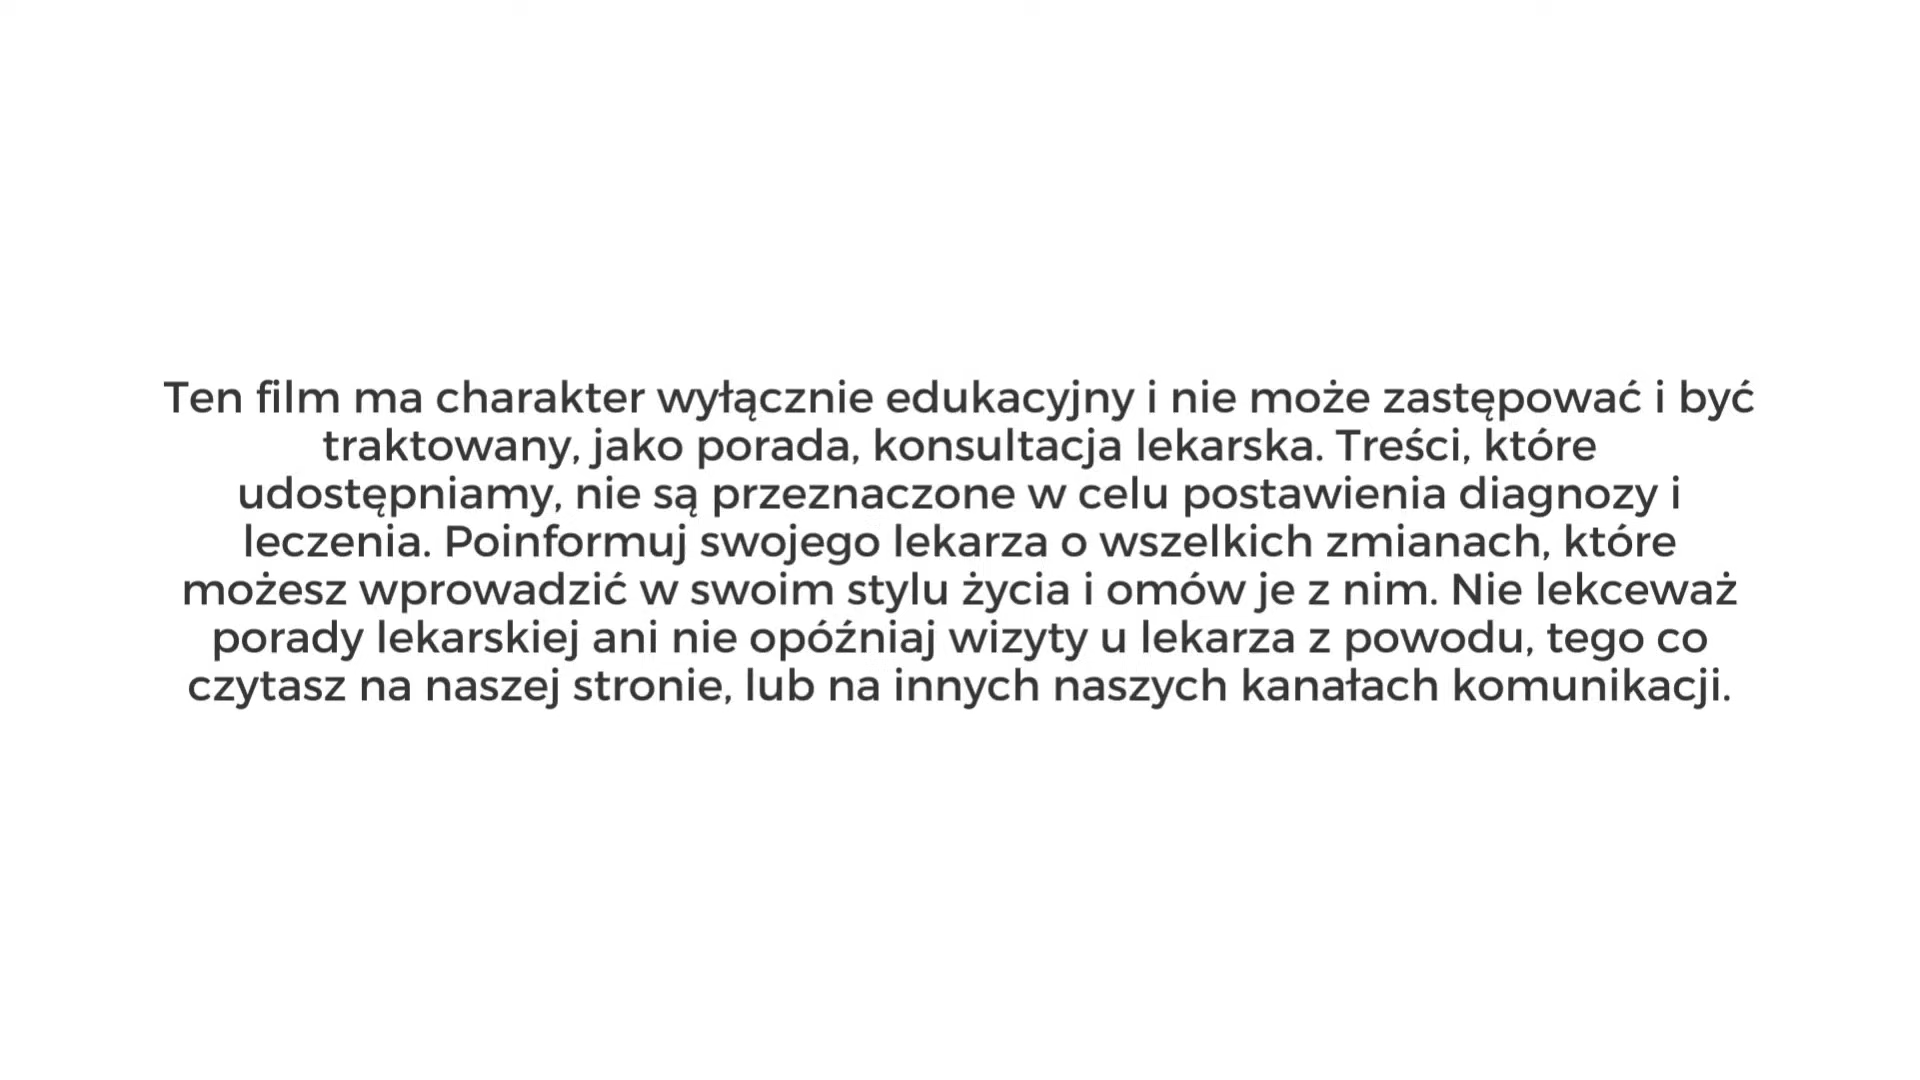 Ten film ma charakter wyłącznie edukacyjny i nie może zastępować i być
traktowany, jako porada, konsultacja lekarska. Treści, które
udostępniamy, nie są przeznaczone w celu postawienia diagnozy i
leczenia. Poinformuj swojego lekarza o wszelkich zmianach, które
możesz wprowadzić w swoim stylu życia i omów je z nim. Nie lekceważ
porady lekarskiej ani nie opóźniaj wizyty u lekarza z powodu, tego co
czytasz na naszej stronie, lub na innych naszych kanałach komunikacji.